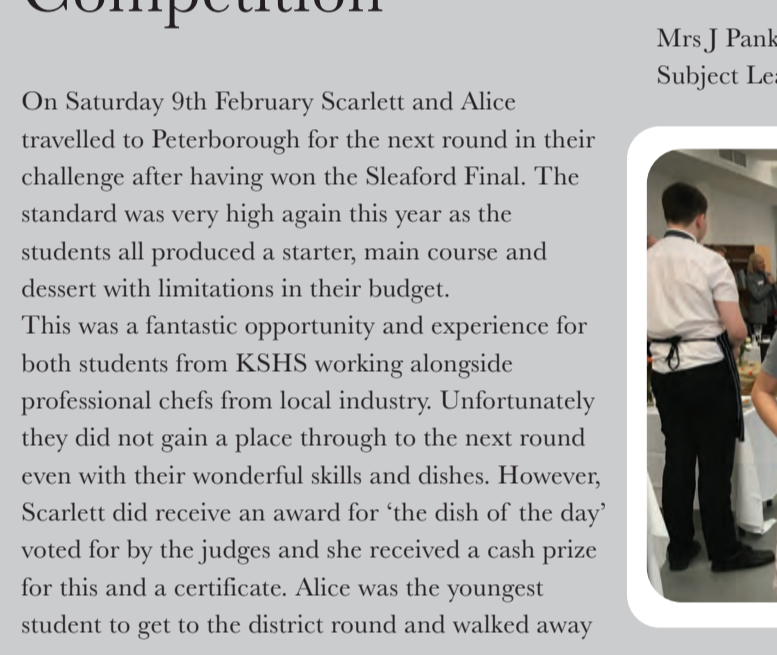 Competition
On Saturday 9th February Scarlett and Alice
travelled to Peterborough for the next round in their
challenge after having won the Sleaford Final. The
standard was very high again this year as the
students all produced a starter, main course and
dessert with limitations in their budget.
This was a fantastic opportunity and experience for
both students from KSHS working alongside
professional chefs from local industry. Unfortunately
they did not gain a place through to the next round
even with their wonderful skills and dishes. However,
Scarlett did receive an award for ‘the dish of the day’
voted for by the judges and she received a cash prize
for this and a certificate. Alice was the youngest
student to get to the district round and walked away
Mrs J Pank
Subject Lea